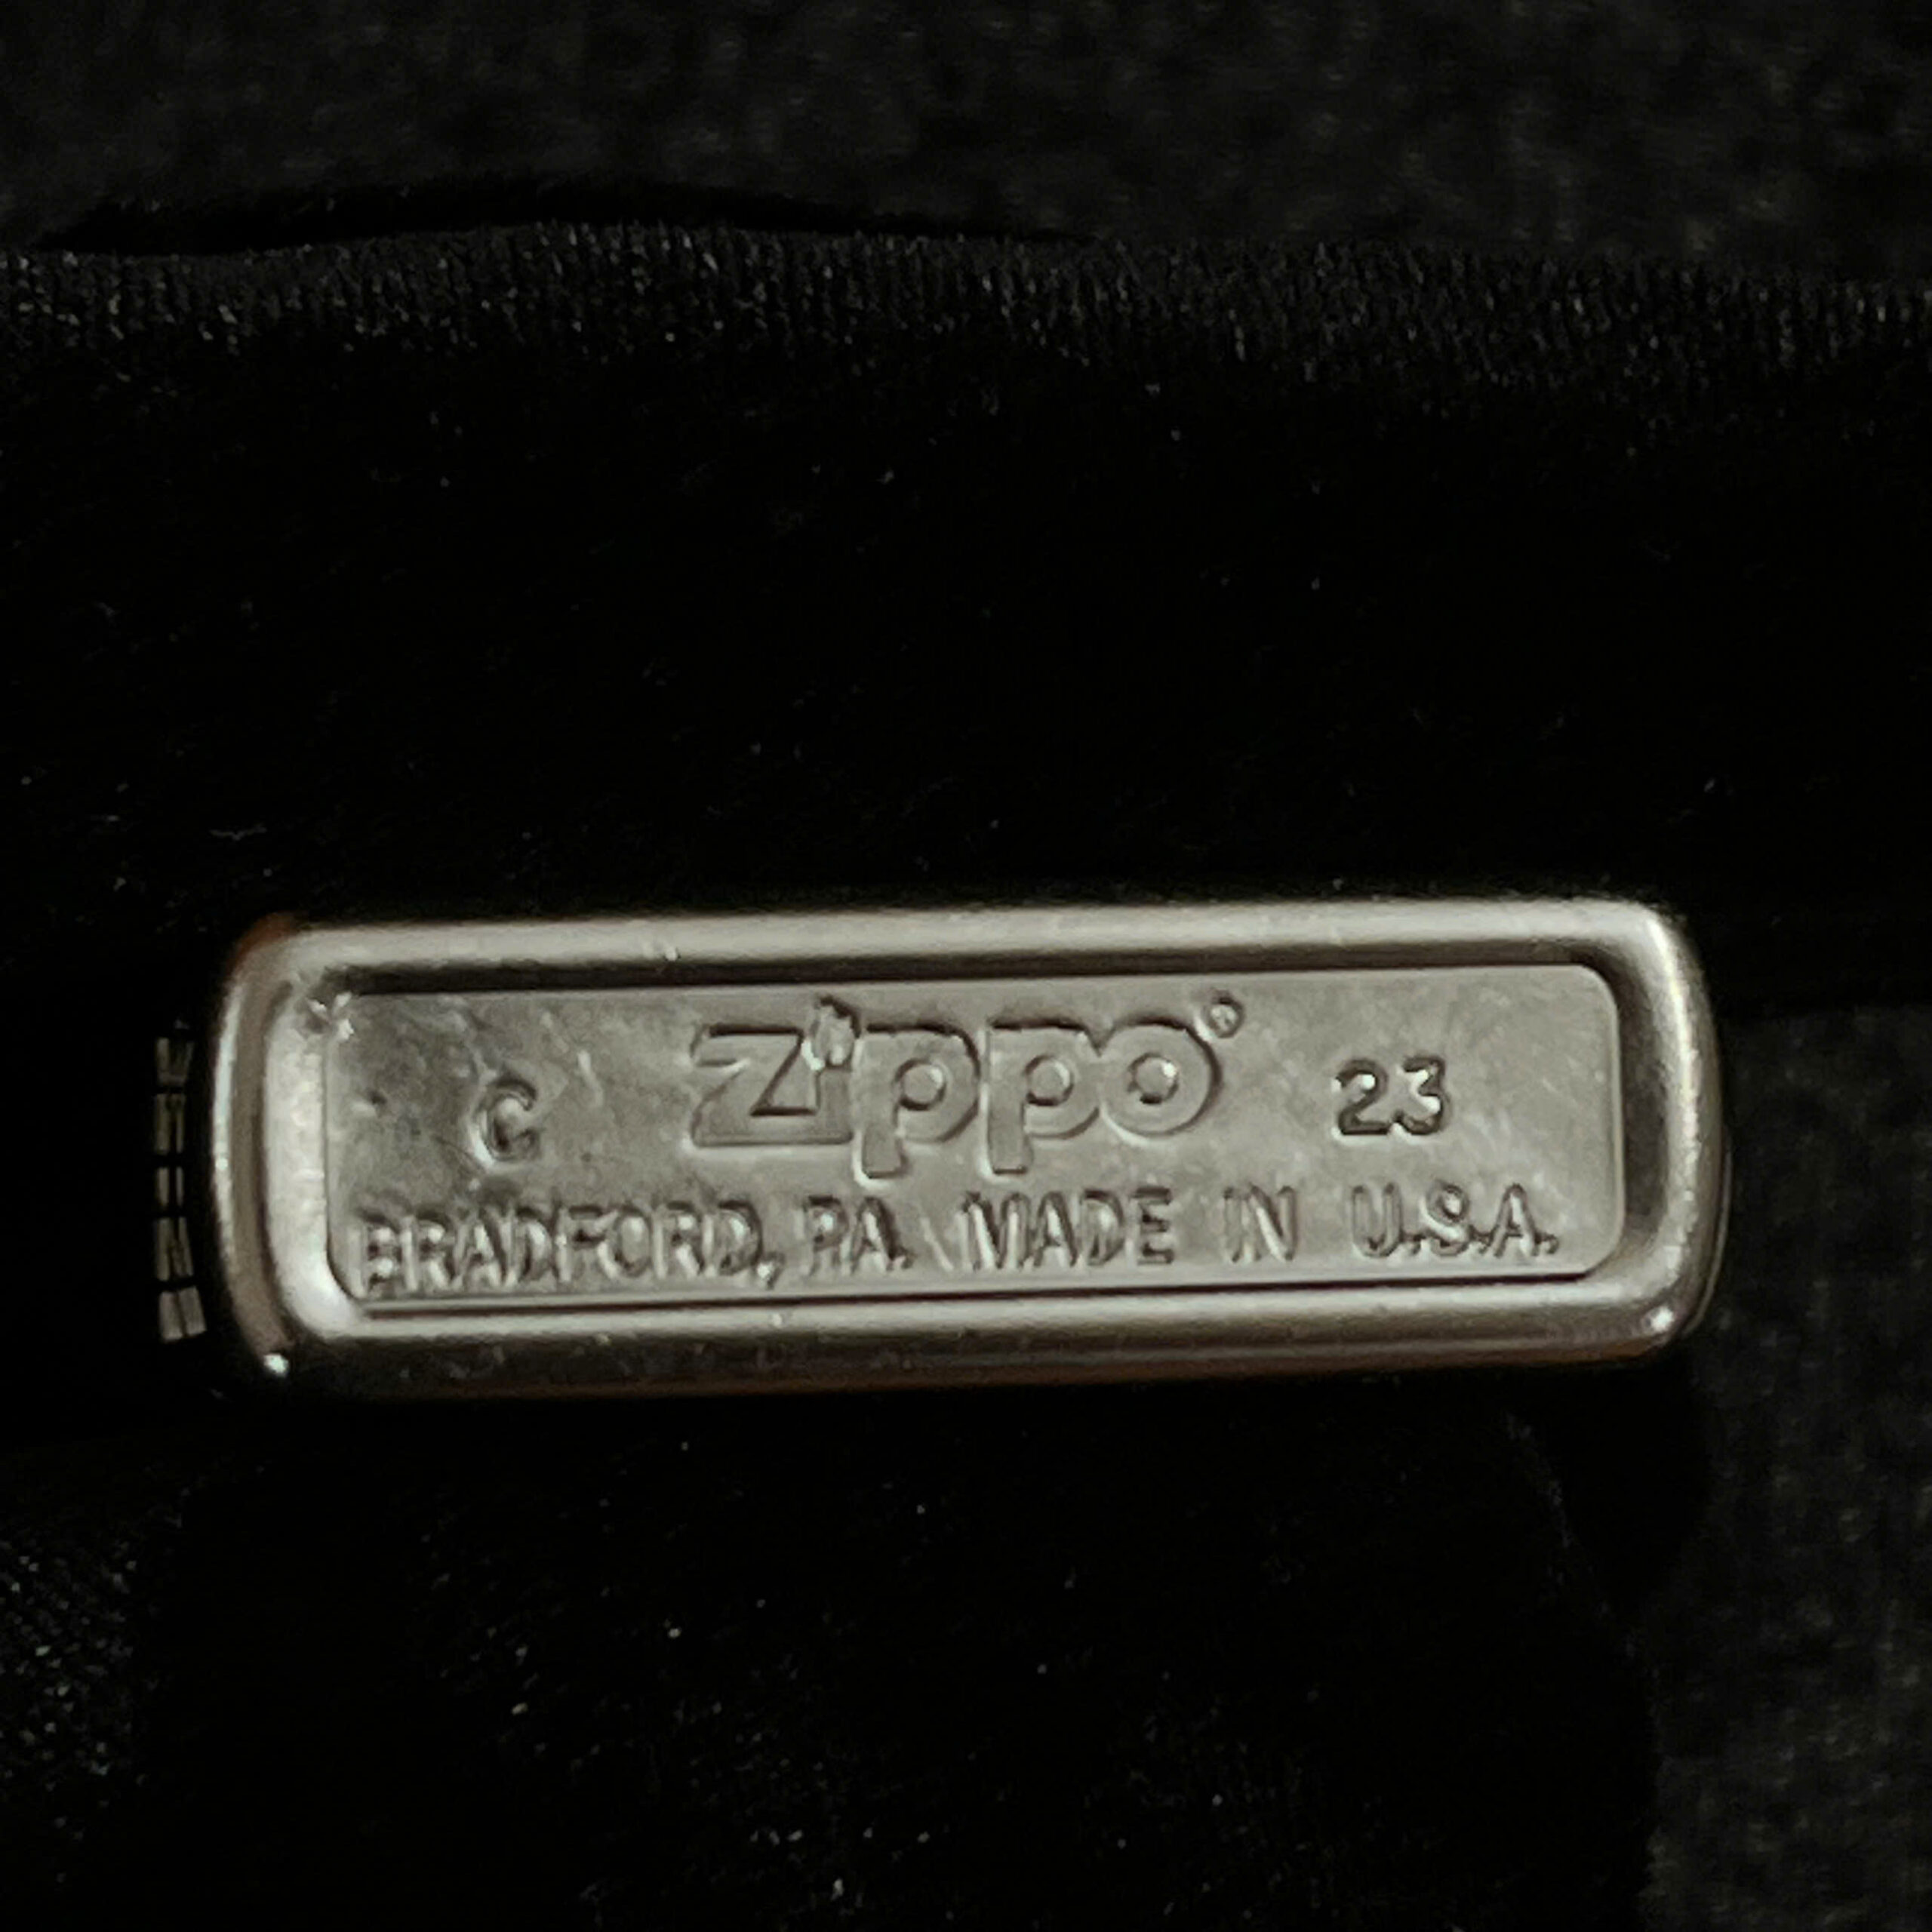 C Zippo® 23
BRADFORD, PA. MADE IN U.S.A.